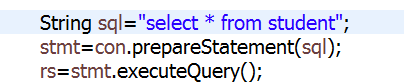 String sql="select * from student";
stmt=con.prepareStatement(sql);
rs=stmt.executeQuery();